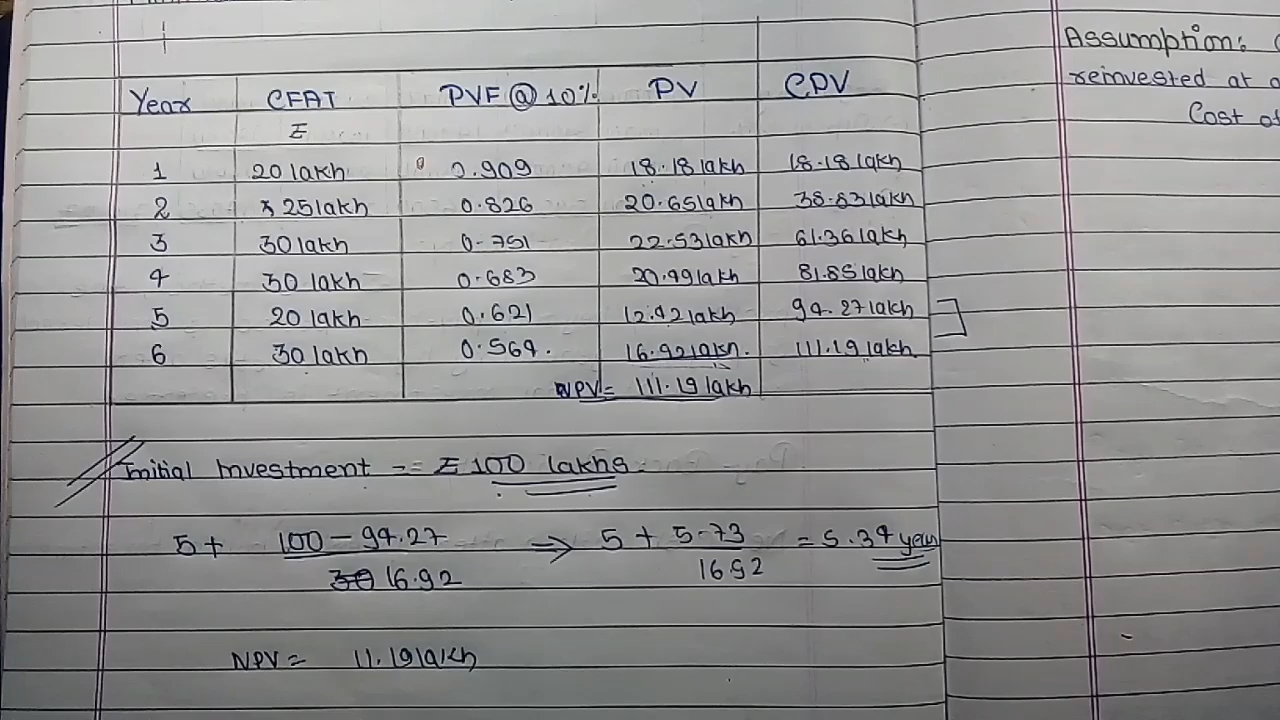 Year CFAT PVF @ 10% PV CPV
₹
1 20 lakh 0.909 18.18 lakh 18.18 lakh
2 25 lakh 0.826 20.65 lakh 38.83 lakh
3 30 lakh 0.751 22.53 lakh 61.36 lakh
4 30 lakh 0.683 20.49 lakh 81.85 lakh
5 20 lakh 0.621 12.42 lakh 94.27 lakh
6 30 lakh 0.564. 16.92 lakh. 111.19 lakh
NPV = 111.19 lakh
Initial Investment = ₹ 100 lakhs
5 + 100 - 94.27 ⇒ 5 + 5.73 = 5.34 years
30 16.92 1692
NPV = 11.19 lakh
Assumption:
reinvested at
Cost of